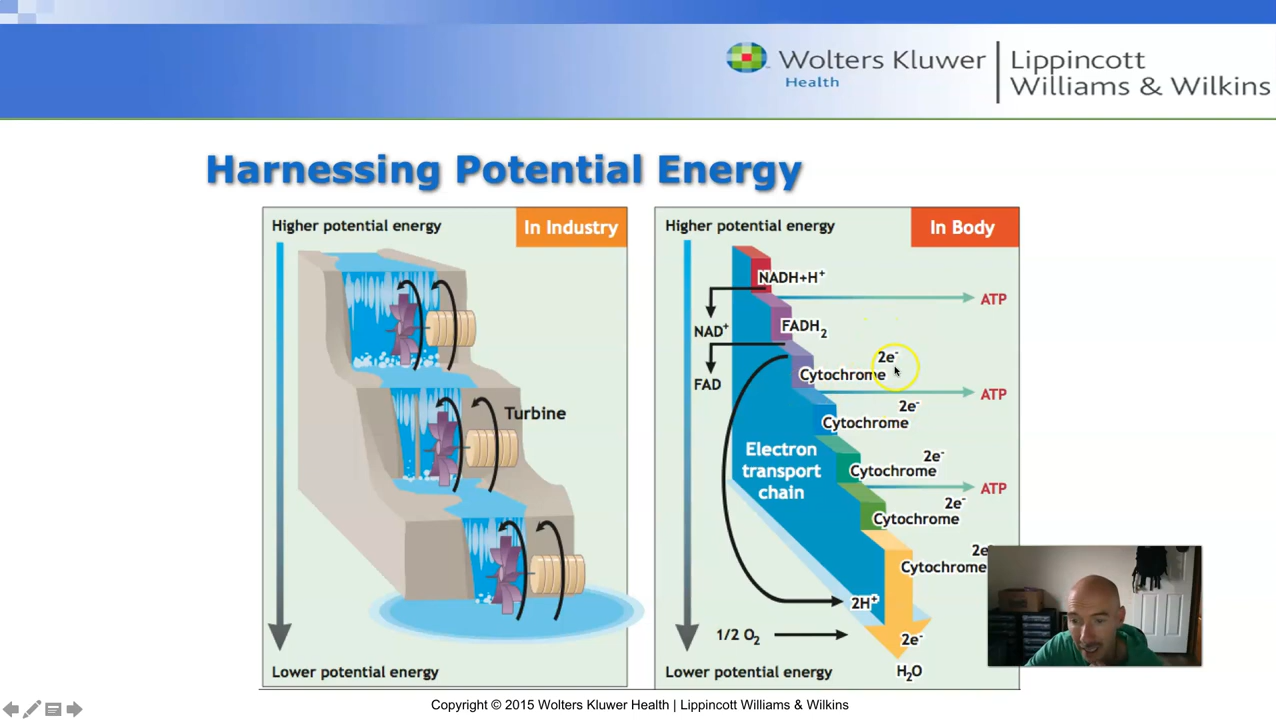 Wolters Kluwer
Health
Lippincott
Williams & Wilkins
Harnessing Potential Energy
Higher potential energy
In Industry
Turbine
Lower potential energy
Higher potential energy
In Body
NADH+H⁺
ATP
NAD⁺
FADH₂
2e⁻
Cytochrome
FAD
ATP
2e⁻
Cytochrome
Electron
transport
chain
2e⁻
Cytochrome
ATP
2e⁻
Cytochrome
2e
Cytochrome
2H⁺
1/2 O₂
2e⁻
H₂O
Lower potential energy
Copyright © 2015 Wolters Kluwer Health | Lippincott Williams & Wilkins